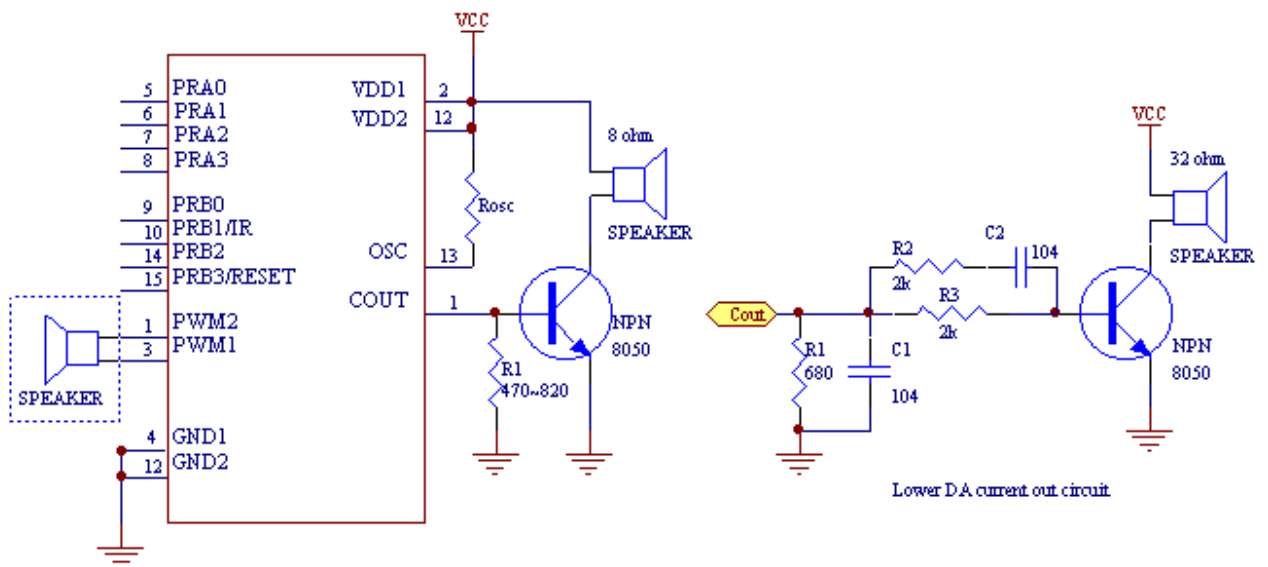 VCC
5 PRA0
6 PRA1
7 PRA2
8 PRA3
9 PRB0
10 PRB1/IR
14 PRB2
15 PRB3/RESET
1 PWM2
3 PWM1
SPEAKER
4 GND1
12 GND2
VDD1 2
VDD2 12
OSC 13
COUT 1
Rosc
8 ohm
SPEAKER
NPN
8050
R1
470~820
Cout
R1
680
C1
104
R2
2k
C2
104
R3
2k
VCC
32 ohm
SPEAKER
NPN
8050
Lower DA current out circuit